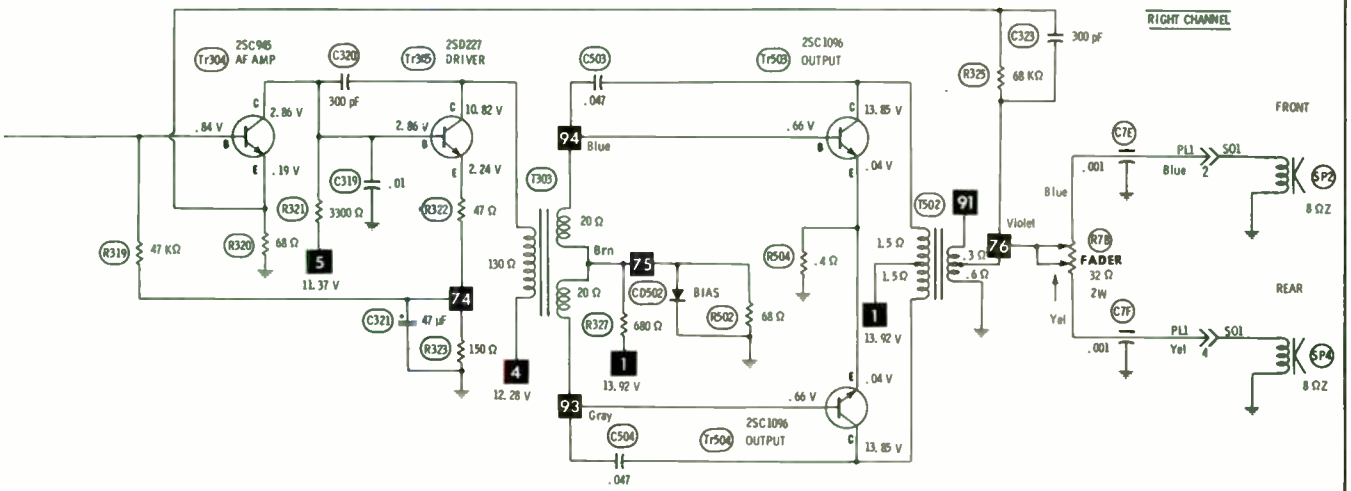 RIGHT CHANNEL
2SC945
AF AMP
Tr304
C320
300 pF
2SD227
DRIVER
Tr305
C503
.047
Tr503
2SC1096
OUTPUT
C323
300 pF
R325
68 KΩ
FRONT
.84 V
B
C
2.86 V
E
.19 V
2.86 V
B
C
10.82 V
E
2.24 V
94
Blue
.66 V
B
C
13.85 V
E
.04 V
C7E
.001
PL1
Blue
2
SO1
SP2
8 Ω Z
C319
.01
R321
3300 Ω
R322
47 Ω
T303
T502
91
Violet
Blue
R319
47 KΩ
R320
68 Ω
5
11.37 V
130 Ω
20 Ω
Brn
75
20 Ω
CD502
BIAS
R504
.4 Ω
1.5 Ω
1.5 Ω
.3 Ω
.6 Ω
76
R7B
FADER
32 Ω
2W
Yel
REAR
C321
47 µF
74
R323
150 Ω
4
12.28 V
R327
680 Ω
1
13.92 V
R502
68 Ω
1
13.92 V
C7F
.001
PL1
Yel
4
SO1
SP4
8 Ω Z
93
Gray
.66 V
B
E
.04 V
C
13.85 V
C504
.047
Tr504
2SC1096
OUTPUT